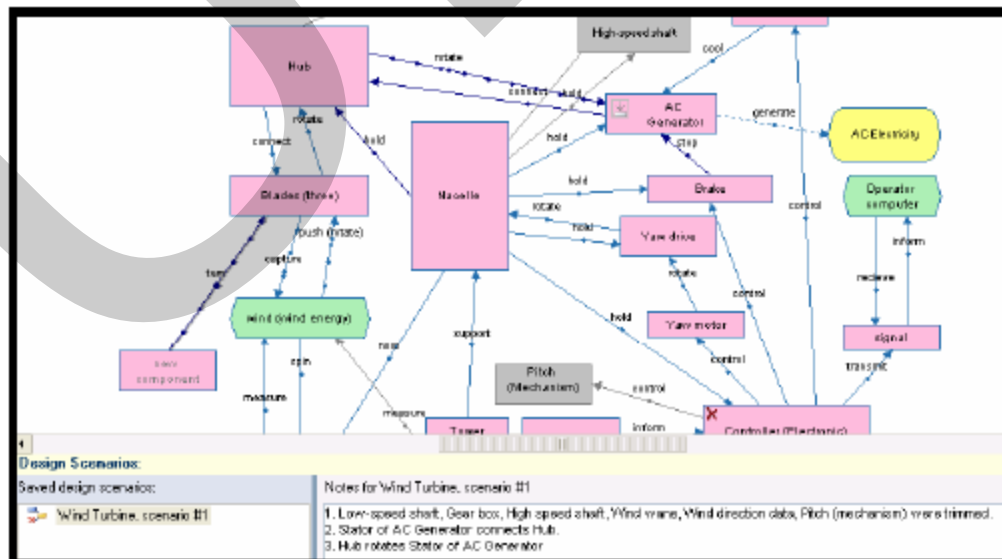 High-speed shaft
Hub
rotate
cool
connect
hold
AC
Generator
generate
AC Electricity
rotate
connect
hold
hold
stop
Nacelle
hold
Brake
Operator
computer
Blades (three)
rotate
hold
Yaw drive
control
push (rotate)
inform
capture
turn
rotate
recieve
control
wind (wind energy)
hold
Yaw motor
signal
support
new
component
spin
control
transmit
Pitch
(Mechanism)
control
measure
measure
inform
Tower
Controller (Electronic)
Design Scenarios:
Saved design scenarios:
Notes for Wind Turbine, scenario #1
Wind Turbine, scenario #1
1. Low-speed shaft, Gear box, High speed shaft, Wind vane, Wind direction data, Pitch (mechanism) were trimmed.
2. Stator of AC Generator connects Hub.
3. Hub rotates Stator of AC Generator